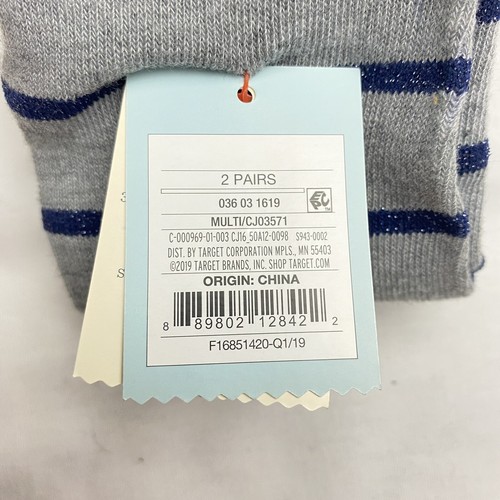 2 PAIRS
036 03 1619
MULTI/CJ03571
C-000969-01-003 CJ16_50A12-0098 S943-0002
DIST. BY TARGET CORPORATION MPLS., MN 55403
©2019 TARGET BRANDS, INC. SHOP TARGET.COM
ORIGIN: CHINA
8 89802 12842 2
F16851420-Q1/19